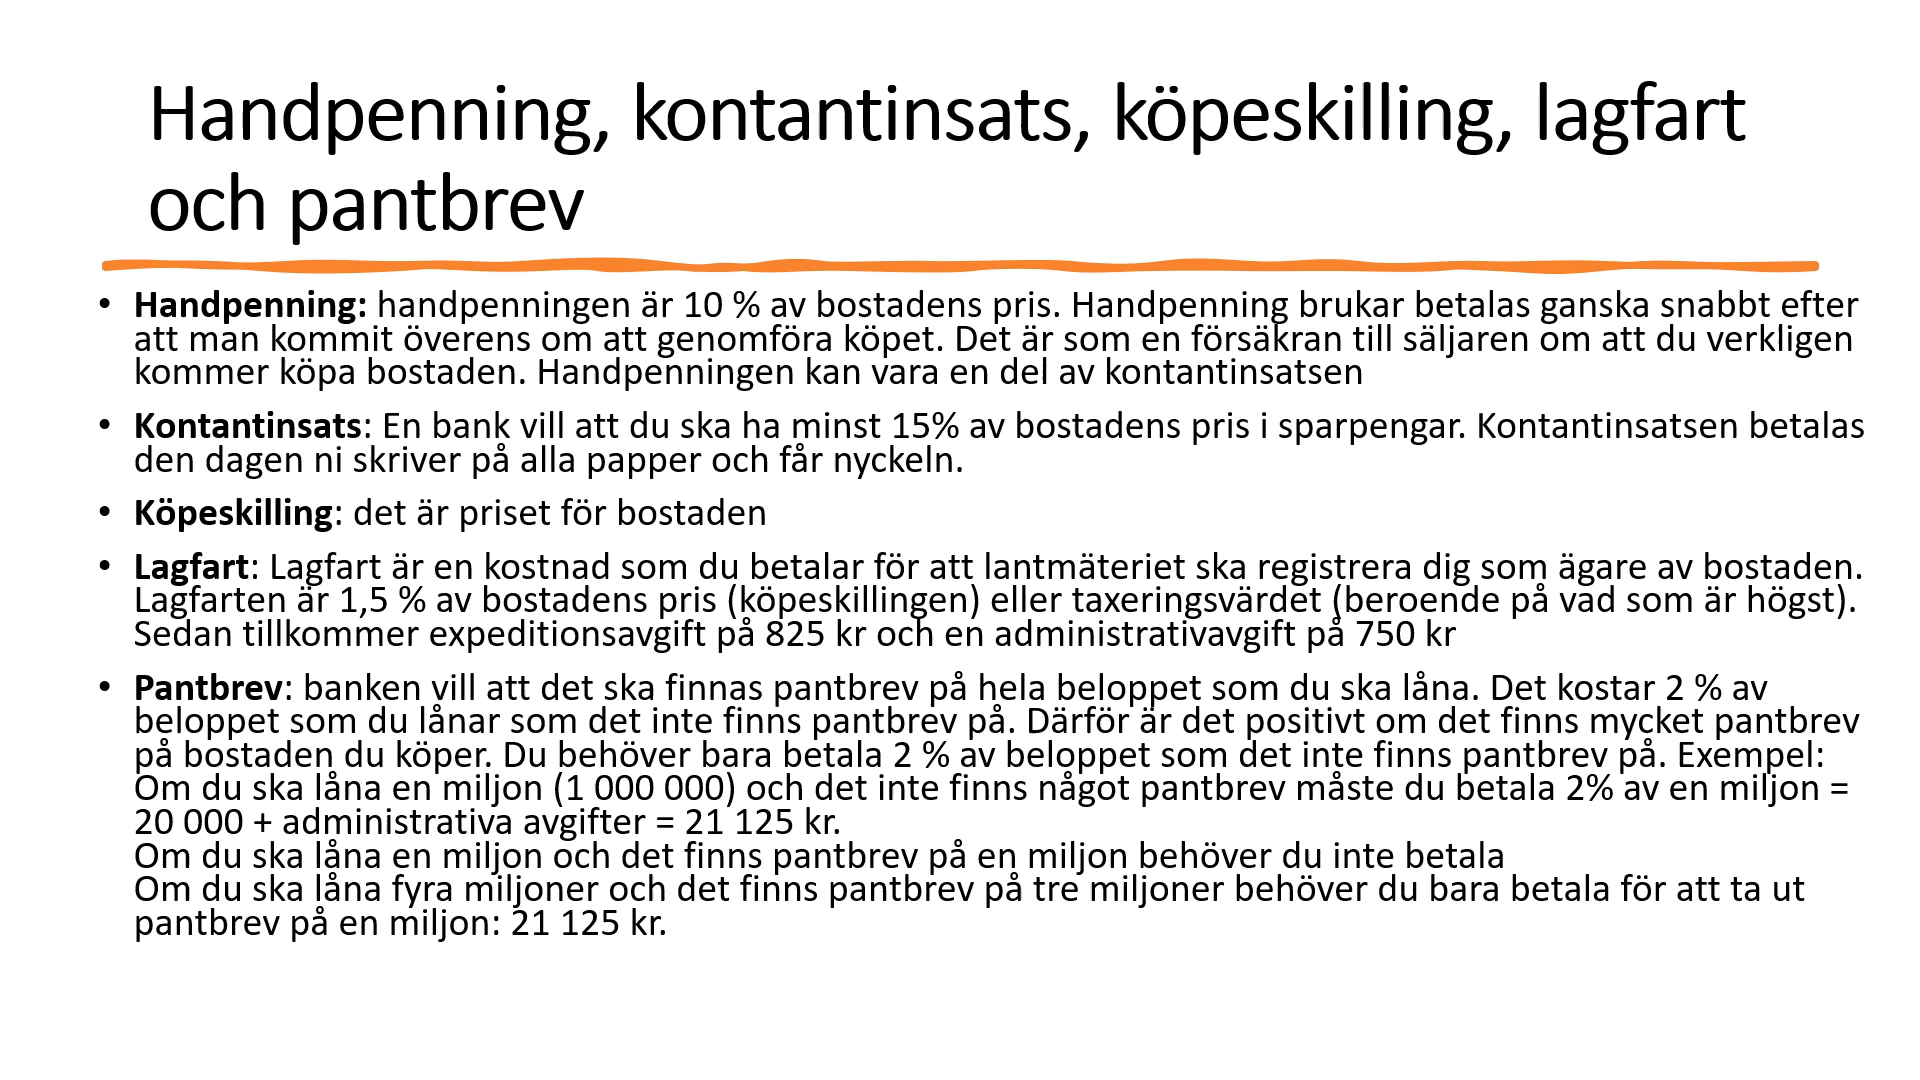 Handpenning, kontantinsats, köpeskilling, lagfart
och pantbrev
• Handpenning: handpenningen är 10 % av bostadens pris. Handpenning brukar betalas ganska snabbt efter
att man kommit överens om att genomföra köpet. Det är som en försäkran till säljaren om att du verkligen
kommer köpa bostaden. Handpenningen kan vara en del av kontantinsatsen
• Kontantinsats: En bank vill att du ska ha minst 15% av bostadens pris i sparpengar. Kontantinsatsen betalas
den dagen ni skriver på alla papper och får nyckeln.
• Köpeskilling: det är priset för bostaden
• Lagfart: Lagfart är en kostnad som du betalar för att lantmäteriet ska registrera dig som ägare av bostaden.
Lagfarten är 1,5 % av bostadens pris (köpeskillingen) eller taxeringsvärdet (beroende på vad som är högst).
Sedan tillkommer expeditionsavgift på 825 kr och en administrativavgift på 750 kr
• Pantbrev: banken vill att det ska finnas pantbrev på hela beloppet som du ska låna. Det kostar 2 % av
beloppet som du lånar som det inte finns pantbrev på. Därför är det positivt om det finns mycket pantbrev
på bostaden du köper. Du behöver bara betala 2 % av beloppet som det inte finns pantbrev på. Exempel:
Om du ska låna en miljon (1 000 000) och det inte finns något pantbrev måste du betala 2% av en miljon =
20 000 + administrativa avgifter = 21 125 kr.
Om du ska låna en miljon och det finns pantbrev på en miljon behöver du inte betala
Om du ska låna fyra miljoner och det finns pantbrev på tre miljoner behöver du bara betala för att ta ut
pantbrev på en miljon: 21 125 kr.